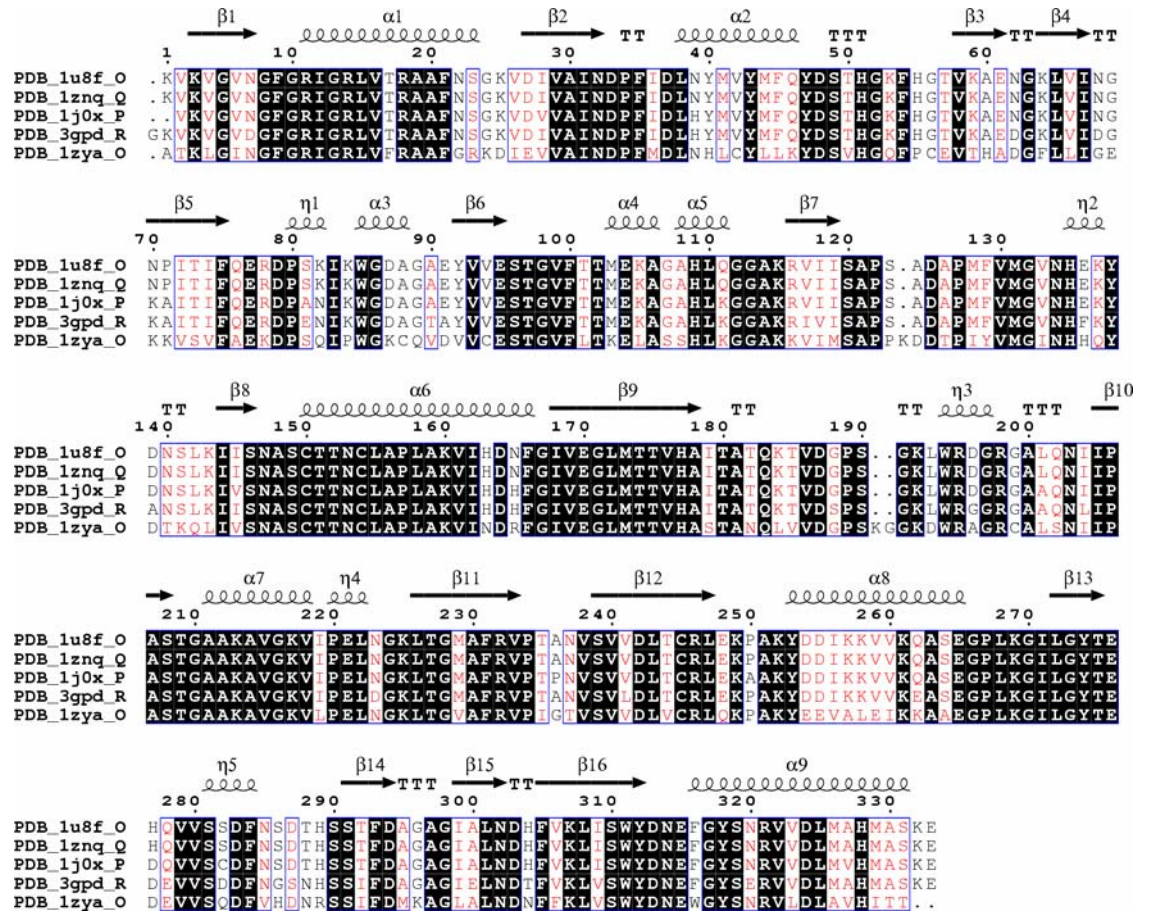 β1 α1 β2 TT α2 TTT β3 TT β4 TT
1 10 20 30 40 50 60
PDB_1u8f_O .KVKVGVNGFGRIGRLVTRAAFNSGKVDIVAINDPFIDLNYMVYMFQYDSTHGKFHGTVKAENGKLVING
PDB_1znq_Q .KVKVGVNGFGRIGRLVTRAAFNSGKVDIVAINDPFIDLNYMVYMFQYDSTHGKFHGTVKAENGKLVING
PDB_1j0x_P ..VKVGVNGFGRIGRLVTRAAFNSGKVDVVAINDPFIDLHYMVYMFQYDSTHGKFHGTVKAENGKLVING
PDB_3gpd_R GKVKVGVDGFGRIGRLVTRAAFNSGKVDIVAINDPFIDLHYMVYMFQYDSTHGKFHGTVKAEDGKLVIDG
PDB_1zya_O .ATKLGINGFGRIGRLVFRAAFGRKDIEVVAINDPFMDLNHLCYLLKYDSVHGQFPCEVTHADGFLLIGE
β5 η1 α3 β6 α4 α5 β7 η2
70 80 90 100 110 120 130
PDB_1u8f_O NPITIFQERDPSKIKWGDAGAEYVVESTGVFTTMEKAGAHLQGGAKRVIISAPS.ADAPMFVMGVNHEKY
PDB_1znq_Q NPITIFQERDPSKIKWGDAGAEYVVESTGVFTTMEKAGAHLQGGAKRVIISAPS.ADAPMFVMGVNHEKY
PDB_1j0x_P KAITIFQERDPANIKWGDAGAEYVVESTGVFTTMEKAGAHLKGGAKRVIISAPS.ADAPMFVMGVNHEKY
PDB_3gpd_R KAITIFQERDPENIKWGDAGTAYVVESTGVFTTMEKAGAHLKGGAKRIVISAPS.ADAPMFVMGVNHFKY
PDB_1zya_O KKVSVFAEKDPSQIPWGKCQVDVVCESTGVFLTKELASSHLKGGAKKVIMSAPPKDDTPIYVMGINHHQY
TT β8 α6 β9 TT TT η3 TTT β10
140 150 160 170 180 190 200
PDB_1u8f_O DNSLKIISNASCTTNCLAPLAKVIHDNFGIVEGLMTTVHAITATQKTVDGPS..GKLWRDGRGALQNIIP
PDB_1znq_Q DNSLKIISNASCTTNCLAPLAKVIHDNFGIVEGLMTTVHAITATQKTVDGPS..GKLWRDGRGALQNIIP
PDB_1j0x_P DNSLKIVSNASCTTNCLAPLAKVIHDHFGIVEGLMTTVHAITATQKTVDGPS..GKLWRDGRGAAQNIIP
PDB_3gpd_R ANSLKIVSNASCTTNCLAPLAKVIHDHFGIVEGLMTTVHAITATQKTVDSPS..GKLWRGGRGAAQNLIP
PDB_1zya_O DTKQLIVSNASCTTNCLAPLAKVINDRFGIVEGLMTTVHASTANQLVVDGPSKGGKDWRAGRCALSNIIP
α7 η4 β11 β12 α8 β13
210 220 230 240 250 260 270
PDB_1u8f_O ASTGAAKAVGKVIPELNGKLTGMAFRVPTANVSVVDLTCRLEKPAKYDDIKKVVKQASEGPLKGILGYTE
PDB_1znq_Q ASTGAAKAVGKVIPELNGKLTGMAFRVPTANVSVVDLTCRLEKPAKYDDIKKVVKQASEGPLKGILGYTE
PDB_1j0x_P ASTGAAKAVGKVIPELNGKLTGMAFRVPTPNVSVVDLTCRLEKAAKYDDIKKVVKQASEGPLKGILGYTE
PDB_3gpd_R ASTGAAKAVGKVIPELDGKLTGMAFRVPTANVSVLDLTCRLEKPAKYDDIKKVVKEASEGPLKGILGYTE
PDB_1zya_O ASTGAAKAVGKVLPELNGKLTGVAFRVPIGTVSVVDLVCRLQKPAKYEEVALEIKKAAEGPLKGILGYTE
η5 β14 TTT β15 TT β16 α9
280 290 300 310 320 330
PDB_1u8f_O HQVVSSDFNSDTHSSTFDAGAGIALNDHFVKLISWYDNEFGYSNRVVDLMAHMASKE
PDB_1znq_Q HQVVSSDFNSDTHSSTFDAGAGIALNDHFVKLISWYDNEFGYSNRVVDLMAHMASKE
PDB_1j0x_P DQVVSCDFNSDTHSSTFDAGAGIALNDHFVKLISWYDNEFGYSNRVVDLMVHMASKE
PDB_3gpd_R DEVVSDDFNGSNHSSIFDAGAGIELNDTFVKLVSWYDNEFGYSERVVDLMAHMASKE
PDB_1zya_O DEVVSQDFVHDNRSSIFDMKAGLALNDNFFKLVSWYDNEWGYSNRVLDLAVHITT..